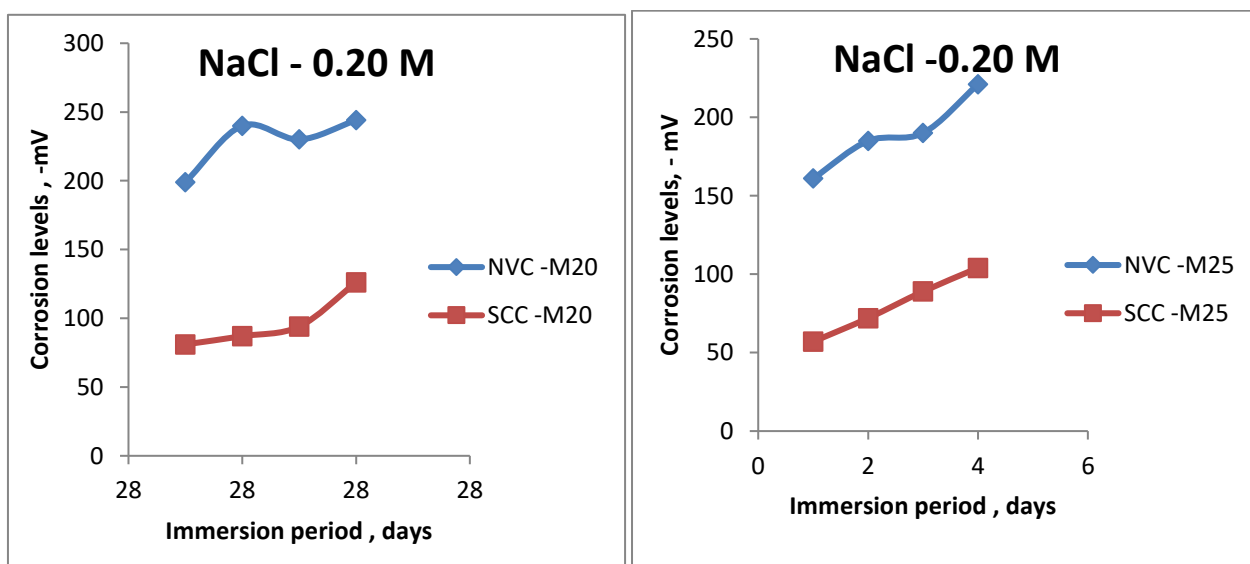 NaCl - 0.20 M
300
250
200
150
100
50
0
Corrosion levels , -mV
28
28
28
28
Immersion period , days
NVC -M20
SCC -M20
NaCl -0.20 M
250
200
150
100
50
0
Corrosion levels, - mV
0
2
4
6
Immersion period , days
NVC -M25
SCC -M25